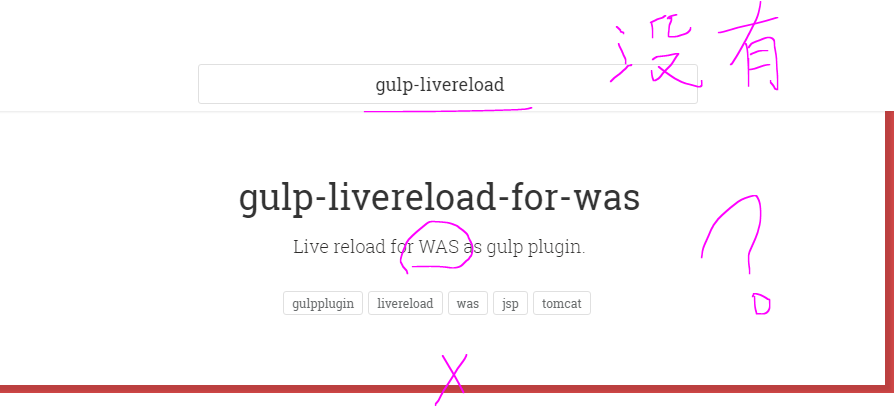 没有
gulp-livereload
gulp-livereload-for-was
Live reload for WAS as gulp plugin.
?
gulpplugin livereload was jsp tomcat
X